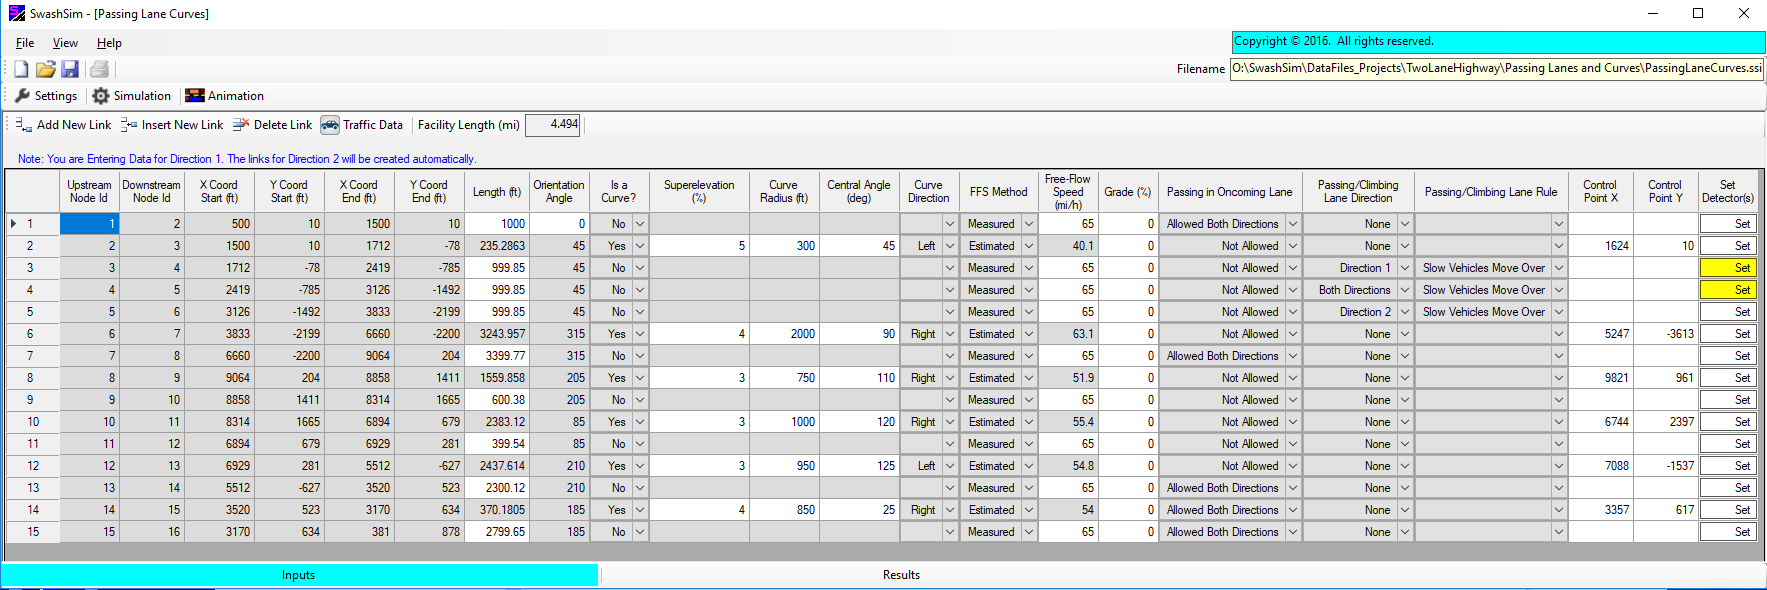 SwashSim - [Passing Lane Curves]
File View Help
Copyright © 2016. All rights reserved.
Filename O:\SwashSim\DataFiles_Projects\TwoLaneHighway\Passing Lanes and Curves\PassingLaneCurves.ssi
Settings Simulation Animation
Add New Link Insert New Link Delete Link Traffic Data Facility Length (mi) 4.494
Note: You are Entering Data for Direction 1. The links for Direction 2 will be created automatically.
Upstream Node Id Downstream Node Id X Coord Start (ft) Y Coord Start (ft) X Coord End (ft) Y Coord End (ft) Length (ft) Orientation Angle Is a Curve? Superelevation (%) Curve Radius (ft) Central Angle (deg) Curve Direction FFS Method Free-Flow Speed (mi/h) Grade (%) Passing in Oncoming Lane Passing/Climbing Lane Direction Passing/Climbing Lane Rule Control Point X Control Point Y Set Detector(s)
1 1 2 500 10 1500 10 1000 0 No Measured 65 0 Allowed Both Directions None Set
2 2 3 1500 10 1712 -78 235.2863 45 Yes 5 300 45 Left Estimated 40.1 0 Not Allowed None 1624 10 Set
3 3 4 1712 -78 2419 -785 999.85 45 No Measured 65 0 Not Allowed Direction 1 Slow Vehicles Move Over Set
4 4 5 2419 -785 3126 -1492 999.85 45 No Measured 65 0 Not Allowed Both Directions Slow Vehicles Move Over Set
5 5 6 3126 -1492 3833 -2199 999.85 45 No Measured 65 0 Not Allowed Direction 2 Slow Vehicles Move Over Set
6 6 7 3833 -2199 6660 -2200 3243.957 315 Yes 4 2000 90 Right Estimated 63.1 0 Not Allowed None 5247 -3613 Set
7 7 8 6660 -2200 9064 204 3399.77 315 No Measured 65 0 Allowed Both Directions None Set
8 8 9 9064 204 8858 1411 1559.858 205 Yes 3 750 110 Right Estimated 51.9 0 Not Allowed None 9821 961 Set
9 9 10 8858 1411 8314 1665 600.38 205 No Measured 65 0 Not Allowed None Set
10 10 11 8314 1665 6894 679 2383.12 85 Yes 3 1000 120 Right Estimated 55.4 0 Not Allowed None 6744 2397 Set
11 11 12 6894 679 6929 281 399.54 85 No Measured 65 0 Not Allowed None Set
12 12 13 6929 281 5512 -627 2437.614 210 Yes 3 950 125 Left Estimated 54.8 0 Not Allowed None 7088 -1537 Set
13 13 14 5512 -627 3520 523 2300.12 210 No Measured 65 0 Allowed Both Directions None Set
14 14 15 3520 523 3170 634 370.1805 185 Yes 4 850 25 Right Estimated 54 0 Allowed Both Directions None 3357 617 Set
15 15 16 3170 634 381 878 2799.65 185 No Measured 65 0 Allowed Both Directions None Set
Inputs Results